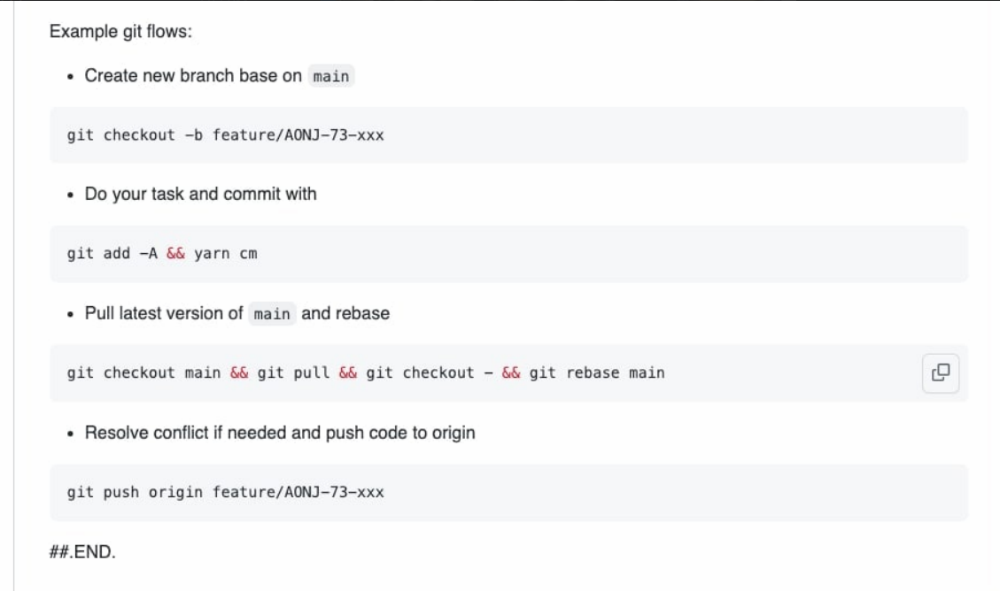 Example git flows:
• Create new branch base on main
git checkout -b feature/AONJ-73-xxx
• Do your task and commit with
git add -A && yarn cm
• Pull latest version of main and rebase
git checkout main && git pull && git checkout - && git rebase main
• Resolve conflict if needed and push code to origin
git push origin feature/AONJ-73-xxx
##.END.